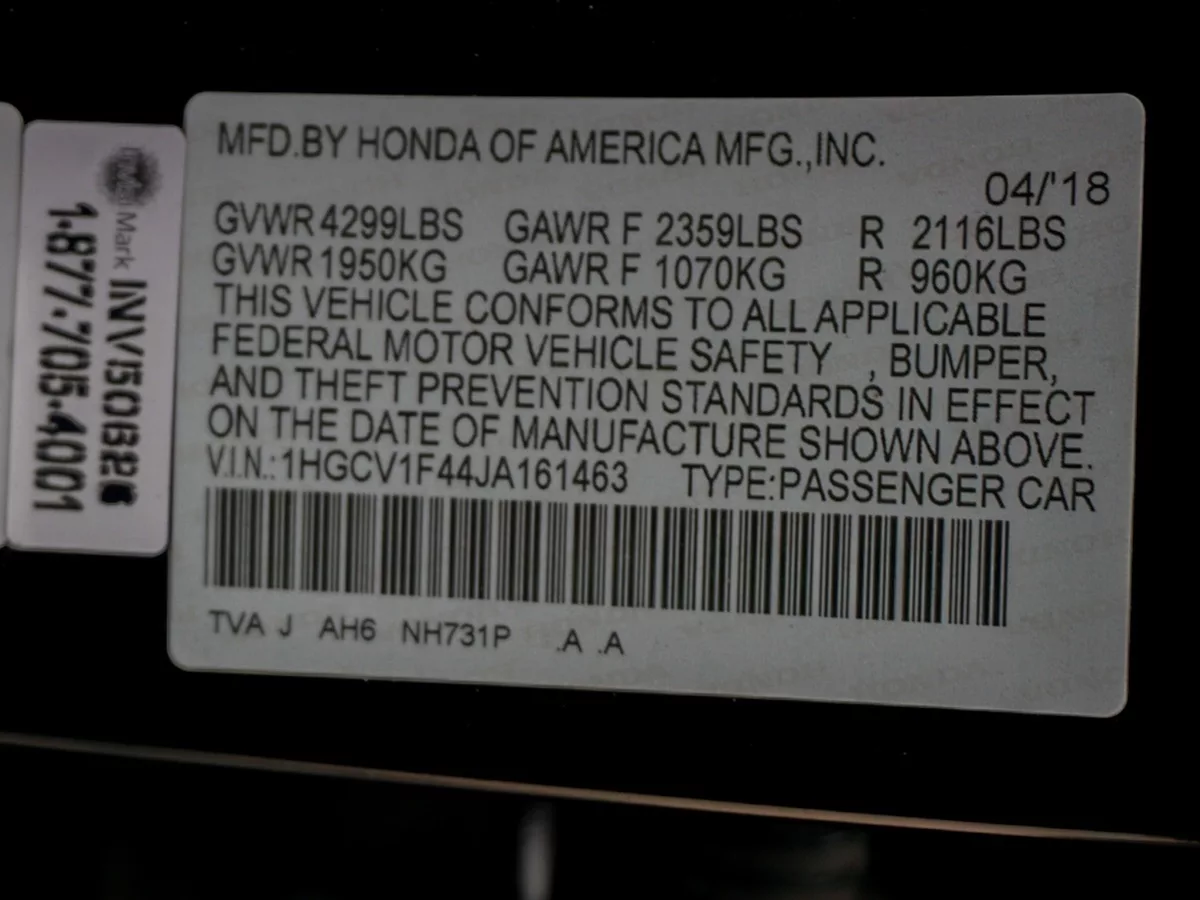 MFD.BY HONDA OF AMERICA MFG.,INC.
04/'18
GVWR 4299LBS GAWR F 2359LBS R 2116LBS
GVWR 1950KG GAWR F 1070KG R 960KG
THIS VEHICLE CONFORMS TO ALL APPLICABLE
FEDERAL MOTOR VEHICLE SAFETY , BUMPER,
AND THEFT PREVENTION STANDARDS IN EFFECT
ON THE DATE OF MANUFACTURE SHOWN ABOVE.
V.I.N.:1HGCV1F44JA161463 TYPE:PASSENGER CAR
TVA J AH6 NH731P .A .A
Mark
1.877.705.4001